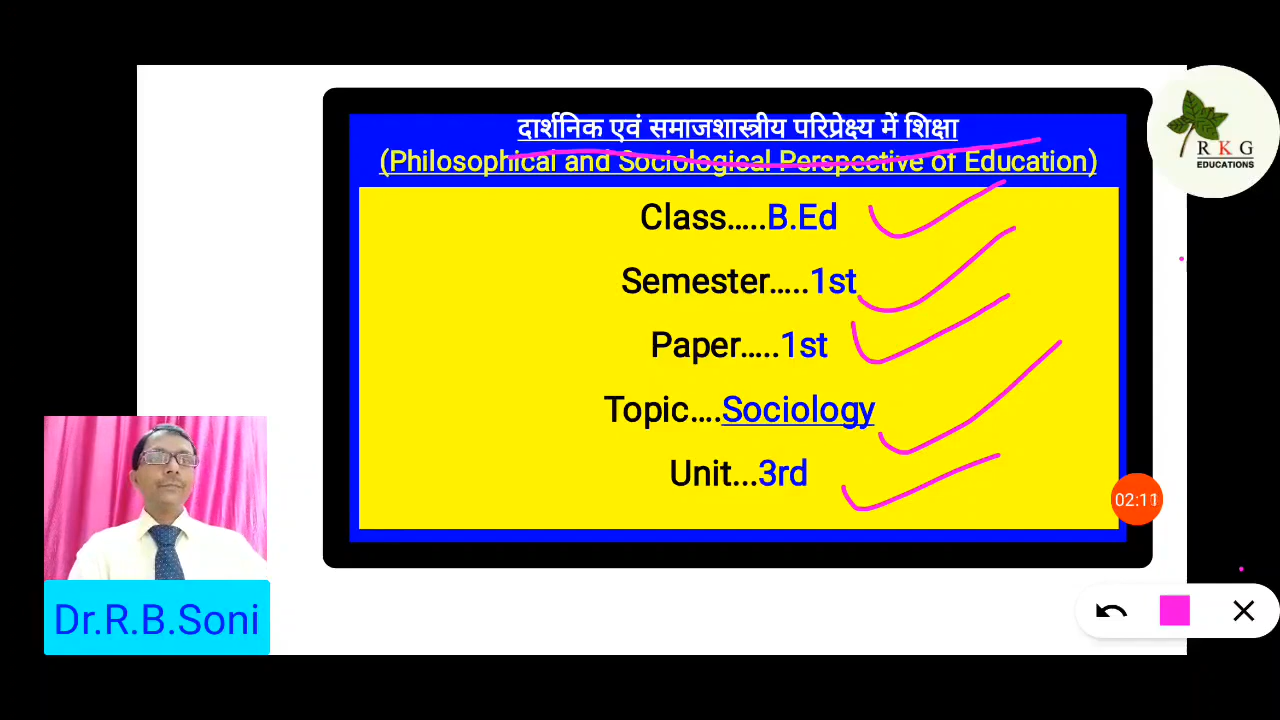 दार्शनिक एवं समाजशास्त्रीय परिप्रेक्ष्य में शिक्षा
(Philosophical and Sociological Perspective of Education)
Class.....B.Ed
Semester.....1st
Paper.....1st
Topic....Sociology
Unit...3rd
R K G
EDUCATIONS
02:11
Dr.R.B.Soni